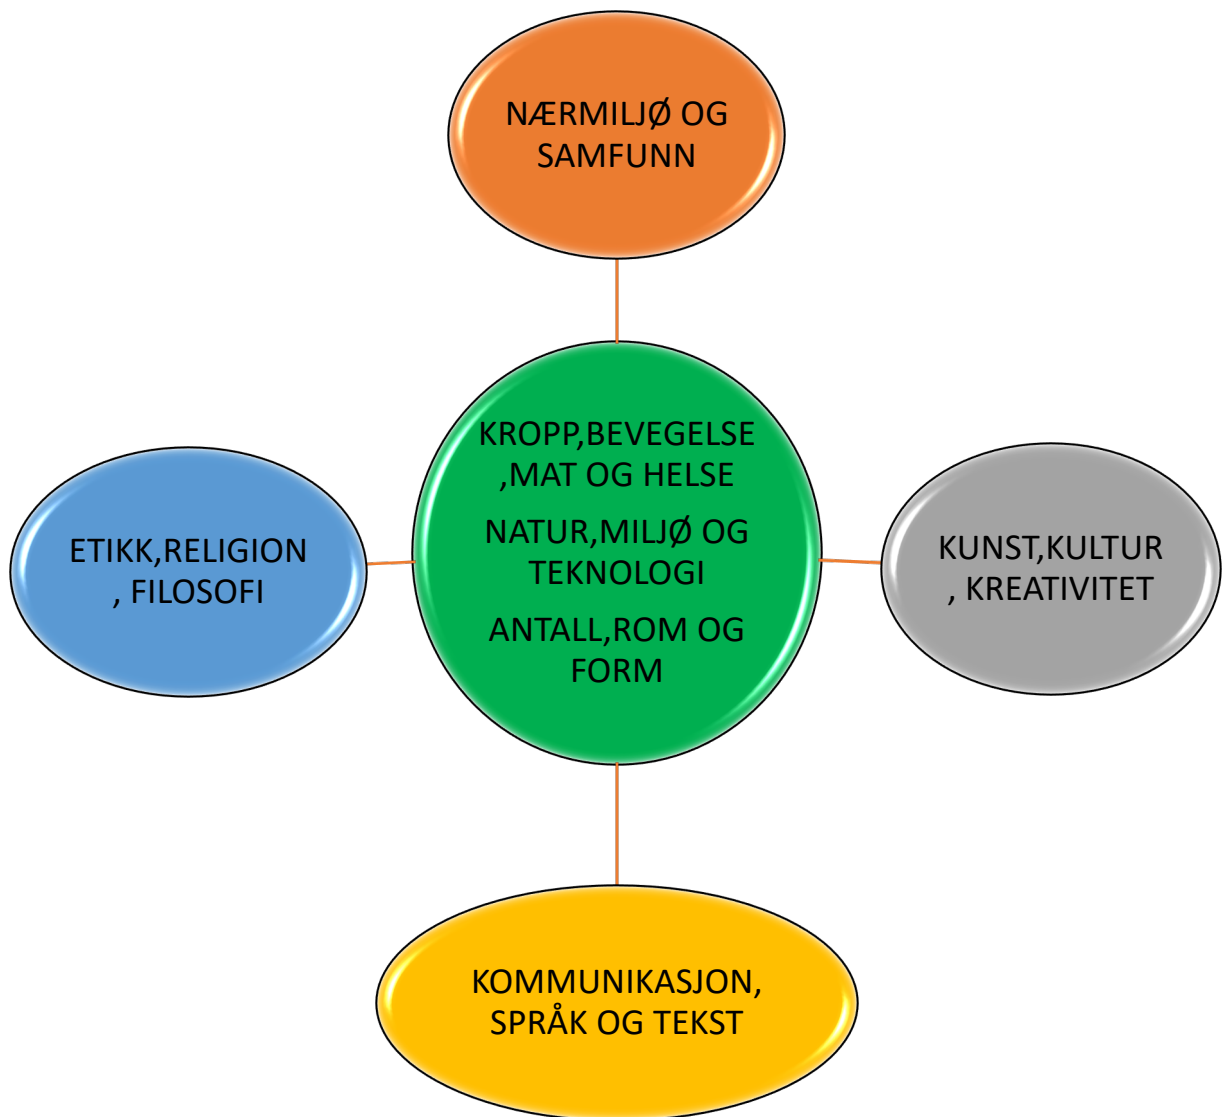 NÆRMILJØ OG
SAMFUNN
KROPP,BEVEGELSE
,MAT OG HELSE
NATUR,MILJØ OG
TEKNOLOGI
ANTALL,ROM OG
FORM
ETIKK,RELIGION
, FILOSOFI
KUNST,KULTUR
, KREATIVITET
KOMMUNIKASJON,
SPRÅK OG TEKST